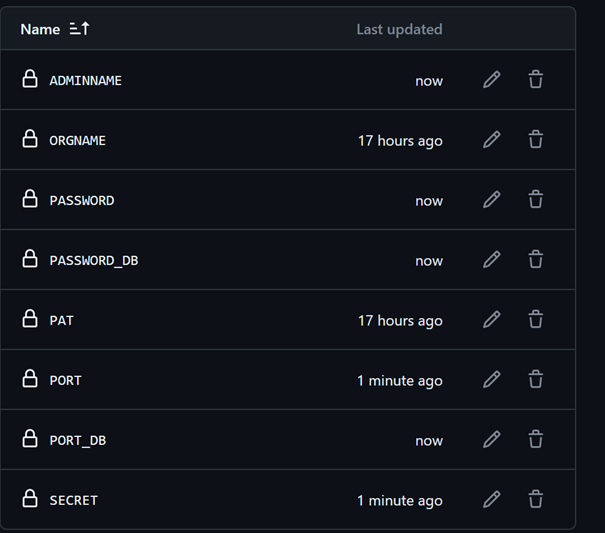 Name Last updated
ADMINNAME now
ORGNAME 17 hours ago
PASSWORD now
PASSWORD_DB now
PAT 17 hours ago
PORT 1 minute ago
PORT_DB now
SECRET 1 minute ago